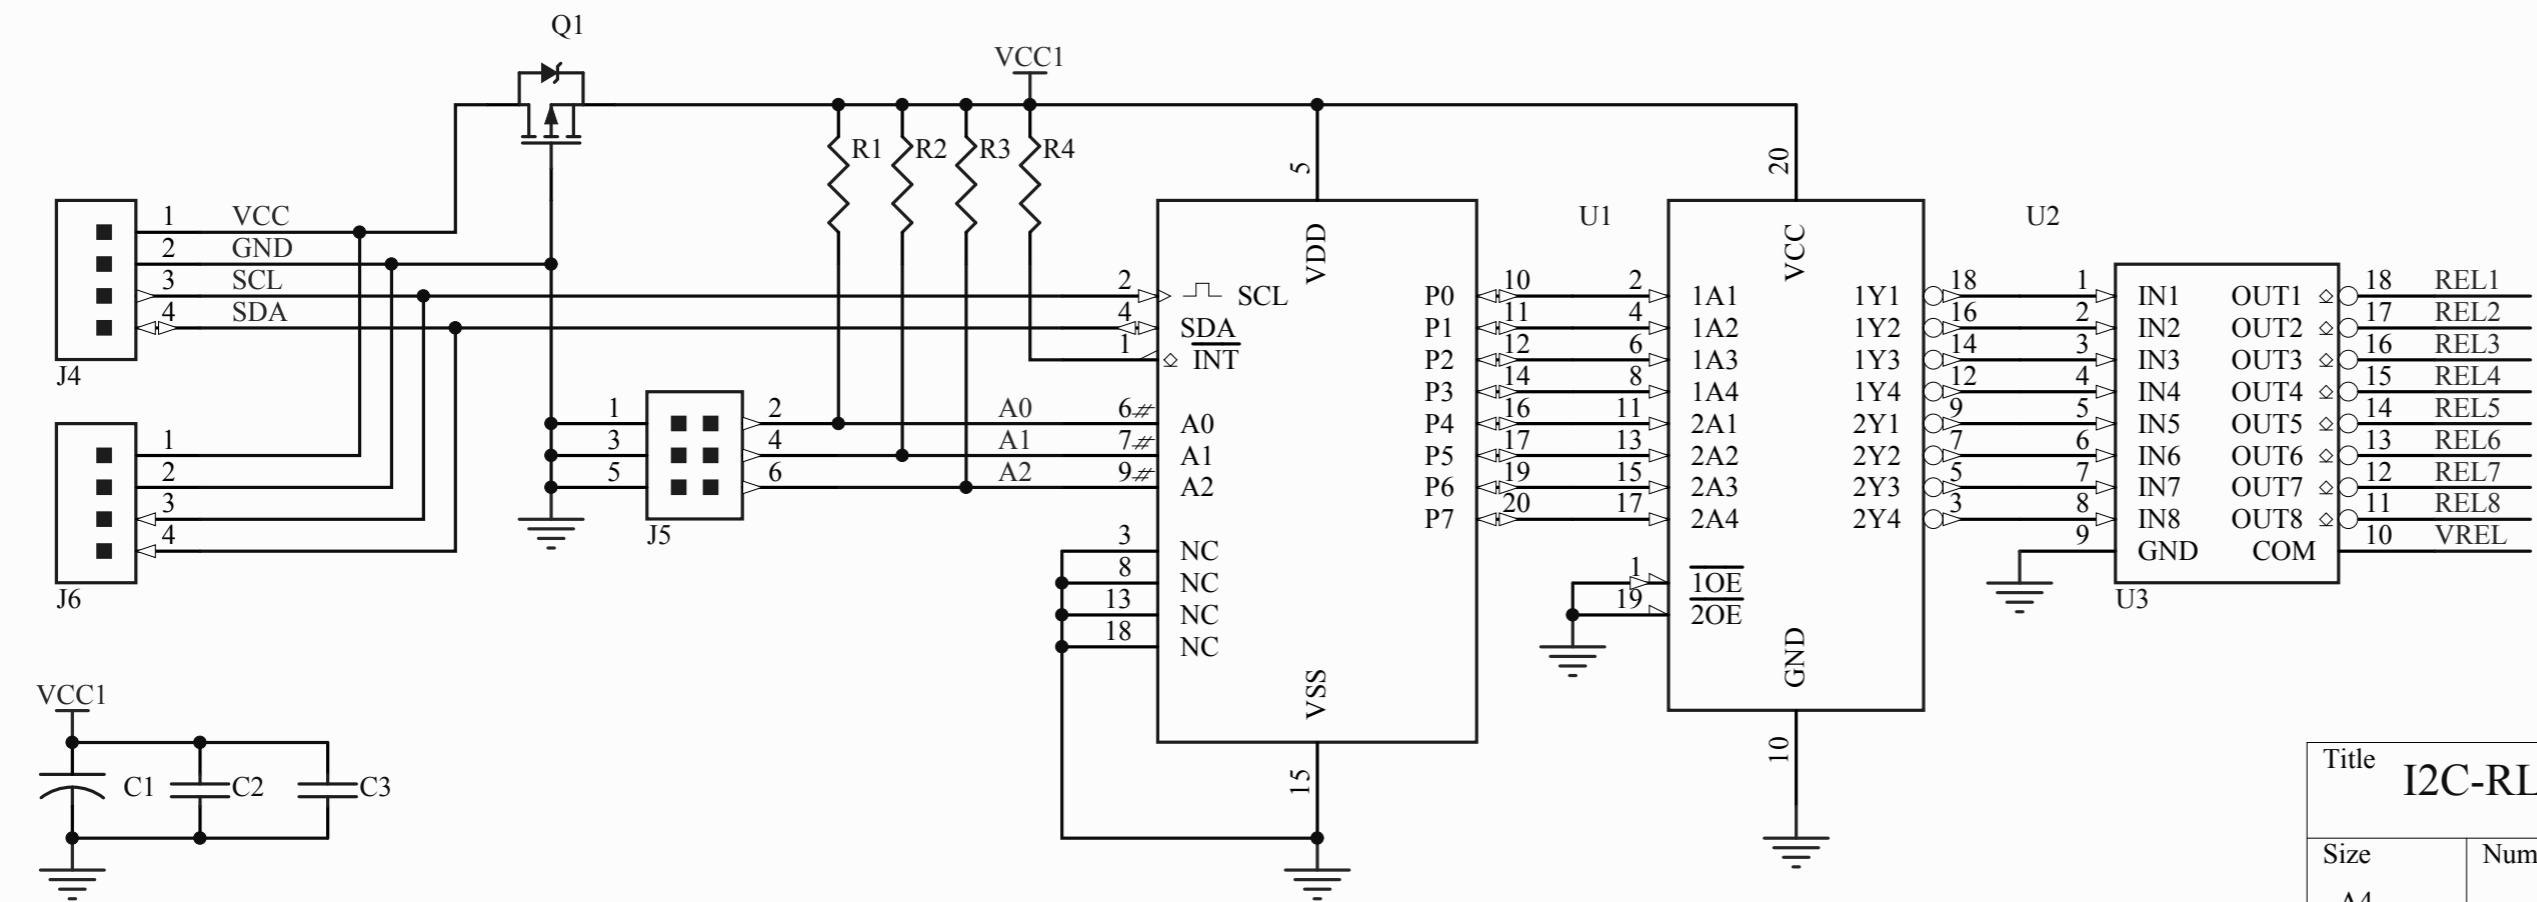 Q1
VCC1
R1 R2 R3 R4
5
20
U1
U2
1 VCC
2 GND
3 SCL
4 SDA
J4
1
2
3
4
J6
1 2 A0
3 4 A1
5 6 A2
J5
VDD
2 SCL P0 10
4 SDA P1 11
1 INT P2 12
P3 14
6 A0 P4 16
7 A1 P5 17
9 A2 P6 19
P7 20
3 NC
8 NC
13 NC
18 NC
VSS
15
VCC
2 1A1 1Y1 18
4 1A2 1Y2 16
6 1A3 1Y3 14
8 1A4 1Y4 12
11 2A1 2Y1 9
13 2A2 2Y2 7
15 2A3 2Y3 5
17 2A4 2Y4 3
1 1OE
19 2OE
GND
10
1 IN1 OUT1 18 REL1
2 IN2 OUT2 17 REL2
3 IN3 OUT3 16 REL3
4 IN4 OUT4 15 REL4
5 IN5 OUT5 14 REL5
6 IN6 OUT6 13 REL6
7 IN7 OUT7 12 REL7
8 IN8 OUT8 11 REL8
9 GND COM 10 VREL
U3
VCC1
C1 C2 C3
Title
I2C-RL
Size Num
A4